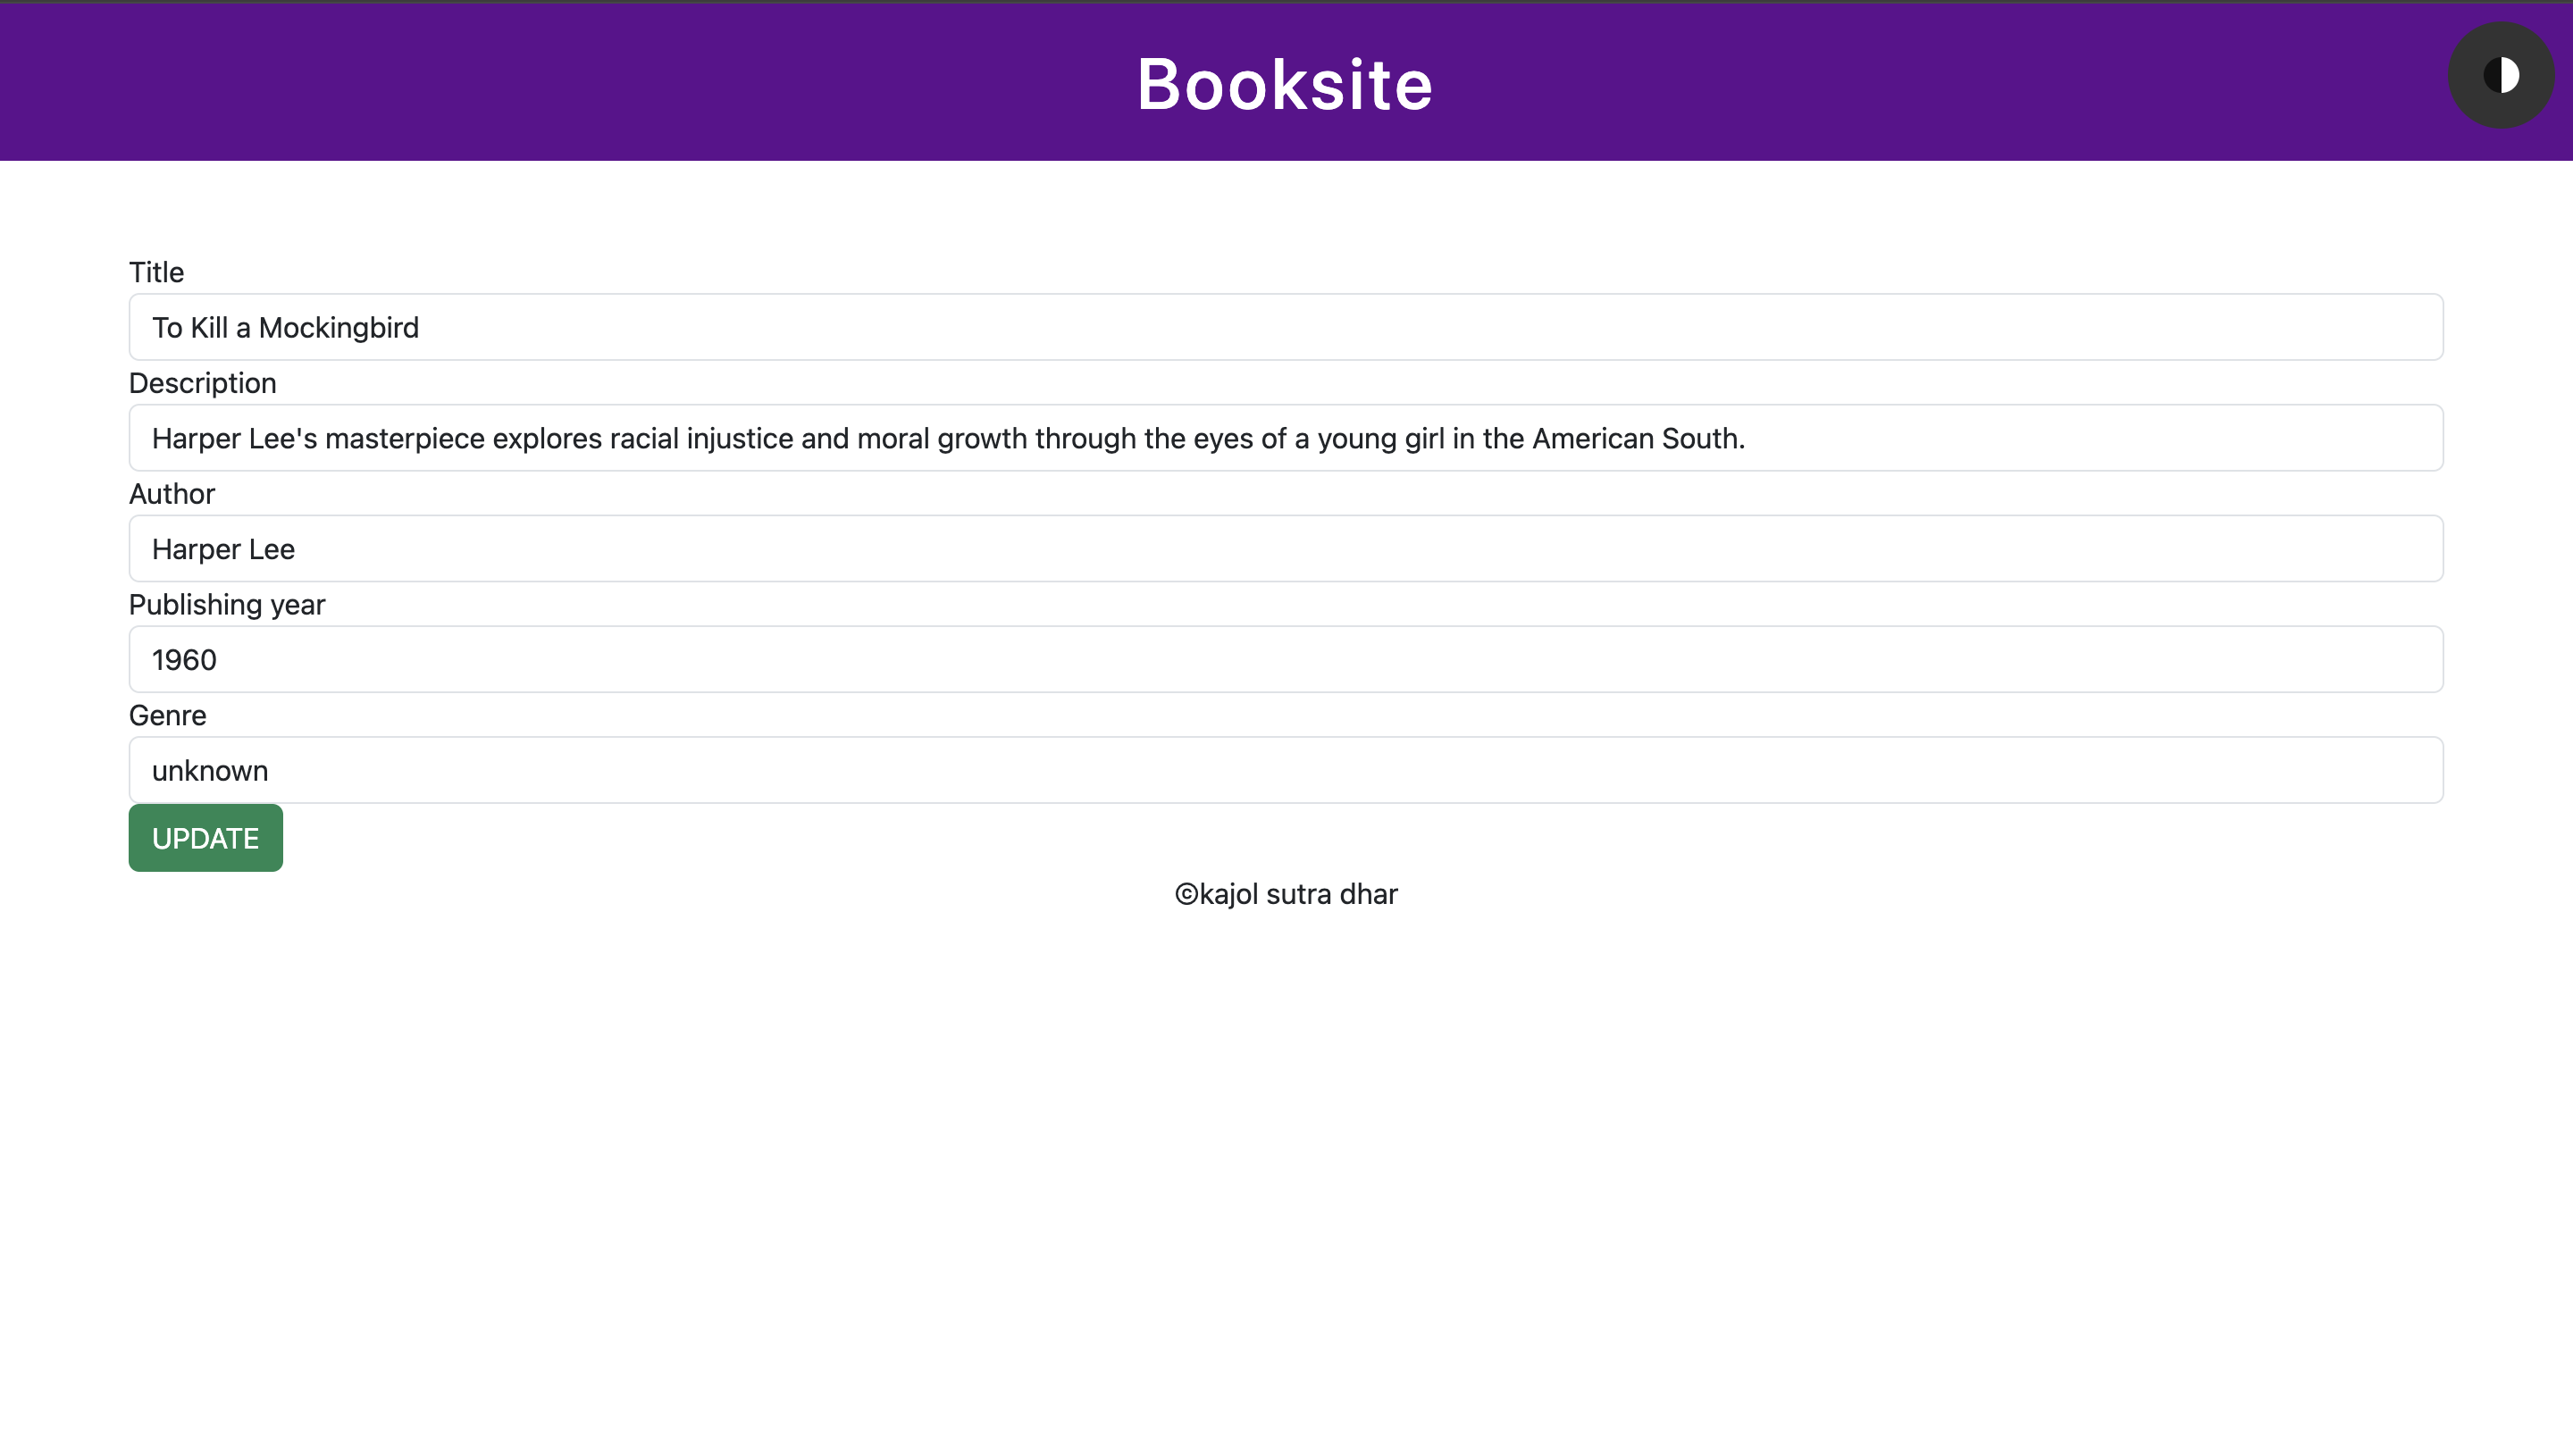 Booksite
Title
To Kill a Mockingbird
Description
Harper Lee's masterpiece explores racial injustice and moral growth through the eyes of a young girl in the American South.
Author
Harper Lee
Publishing year
1960
Genre
unknown
UPDATE
©kajol sutra dhar